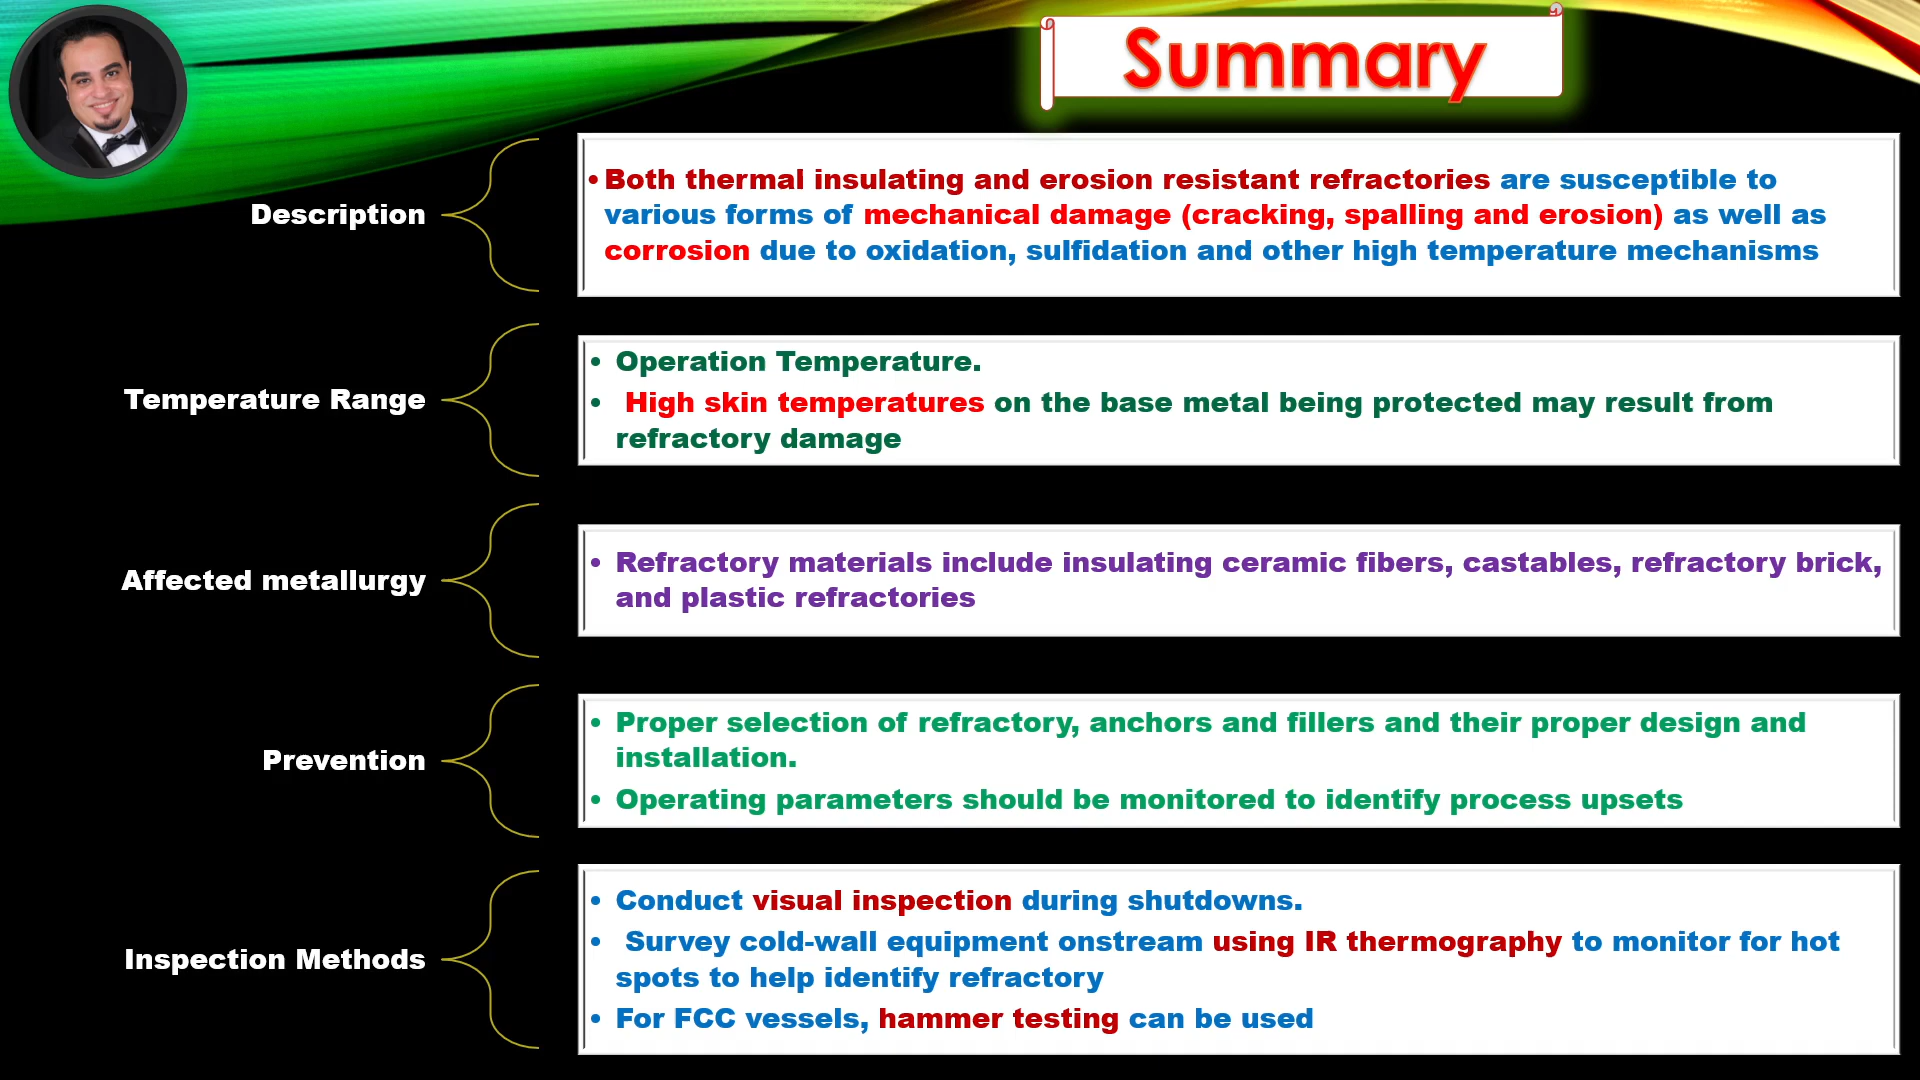 Summary
Description
• Both thermal insulating and erosion resistant refractories are susceptible to
various forms of mechanical damage (cracking, spalling and erosion) as well as
corrosion due to oxidation, sulfidation and other high temperature mechanisms
Temperature Range
• Operation Temperature.
• High skin temperatures on the base metal being protected may result from
refractory damage
Affected metallurgy
• Refractory materials include insulating ceramic fibers, castables, refractory brick,
and plastic refractories
Prevention
• Proper selection of refractory, anchors and fillers and their proper design and
installation.
• Operating parameters should be monitored to identify process upsets
Inspection Methods
• Conduct visual inspection during shutdowns.
• Survey cold-wall equipment onstream using IR thermography to monitor for hot
spots to help identify refractory
• For FCC vessels, hammer testing can be used